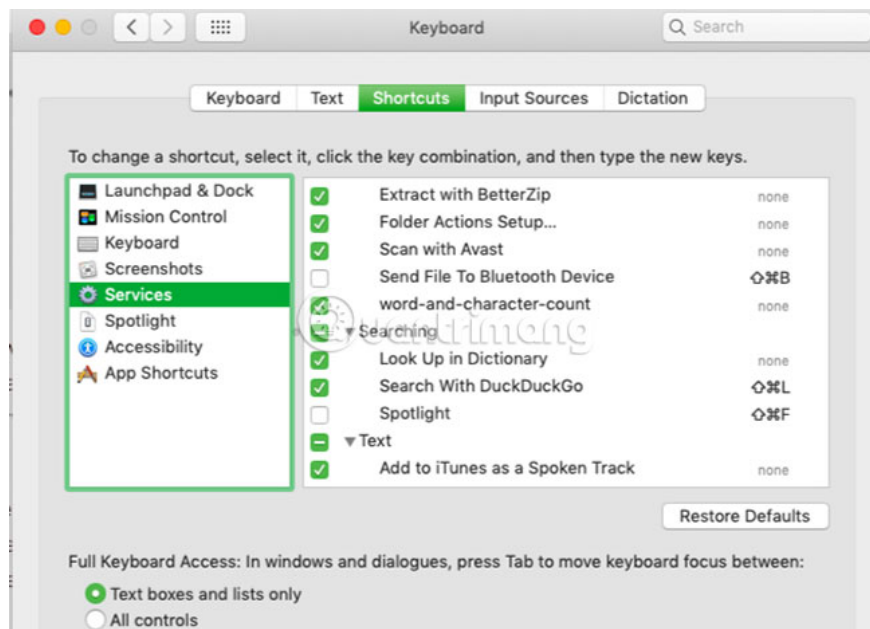 Keyboard
Search
Keyboard Text Shortcuts Input Sources Dictation
To change a shortcut, select it, click the key combination, and then type the new keys.
Launchpad & Dock
Mission Control
Keyboard
Screenshots
Services
Spotlight
Accessibility
App Shortcuts
Extract with BetterZip none
Folder Actions Setup... none
Scan with Avast none
Send File To Bluetooth Device ⇧⌘B
word-and-character-count none
Searching
Quantrimang
Look Up in Dictionary none
Search With DuckDuckGo ⇧⌘L
Spotlight ⇧⌘F
Text
Add to iTunes as a Spoken Track none
Restore Defaults
Full Keyboard Access: In windows and dialogues, press Tab to move keyboard focus between:
Text boxes and lists only
All controls